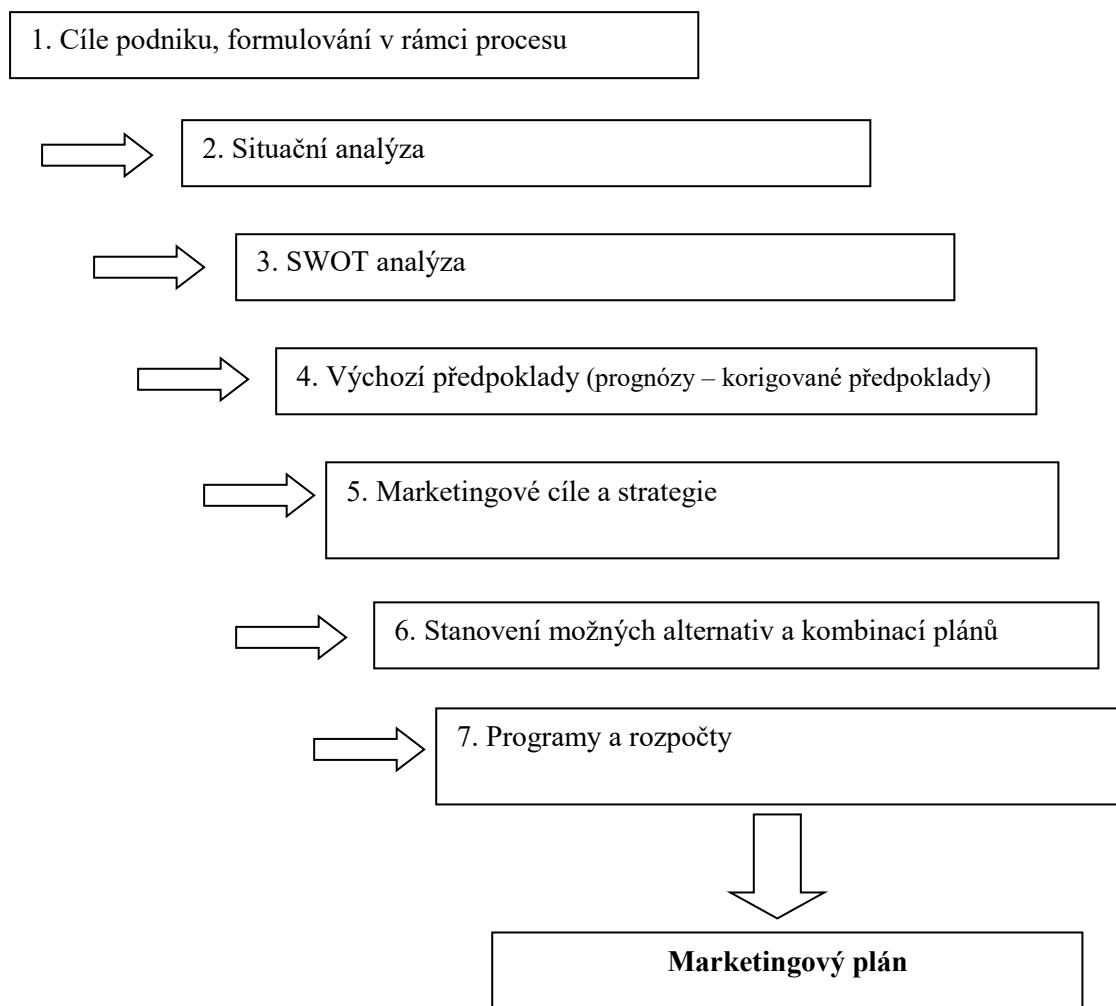 1. Cíle podniku, formulování v rámci procesu
2. Situační analýza
3. SWOT analýza
4. Výchozí předpoklady (prognózy – korigované předpoklady)
5. Marketingové cíle a strategie
6. Stanovení možných alternativ a kombinací plánů
7. Programy a rozpočty
Marketingový plán